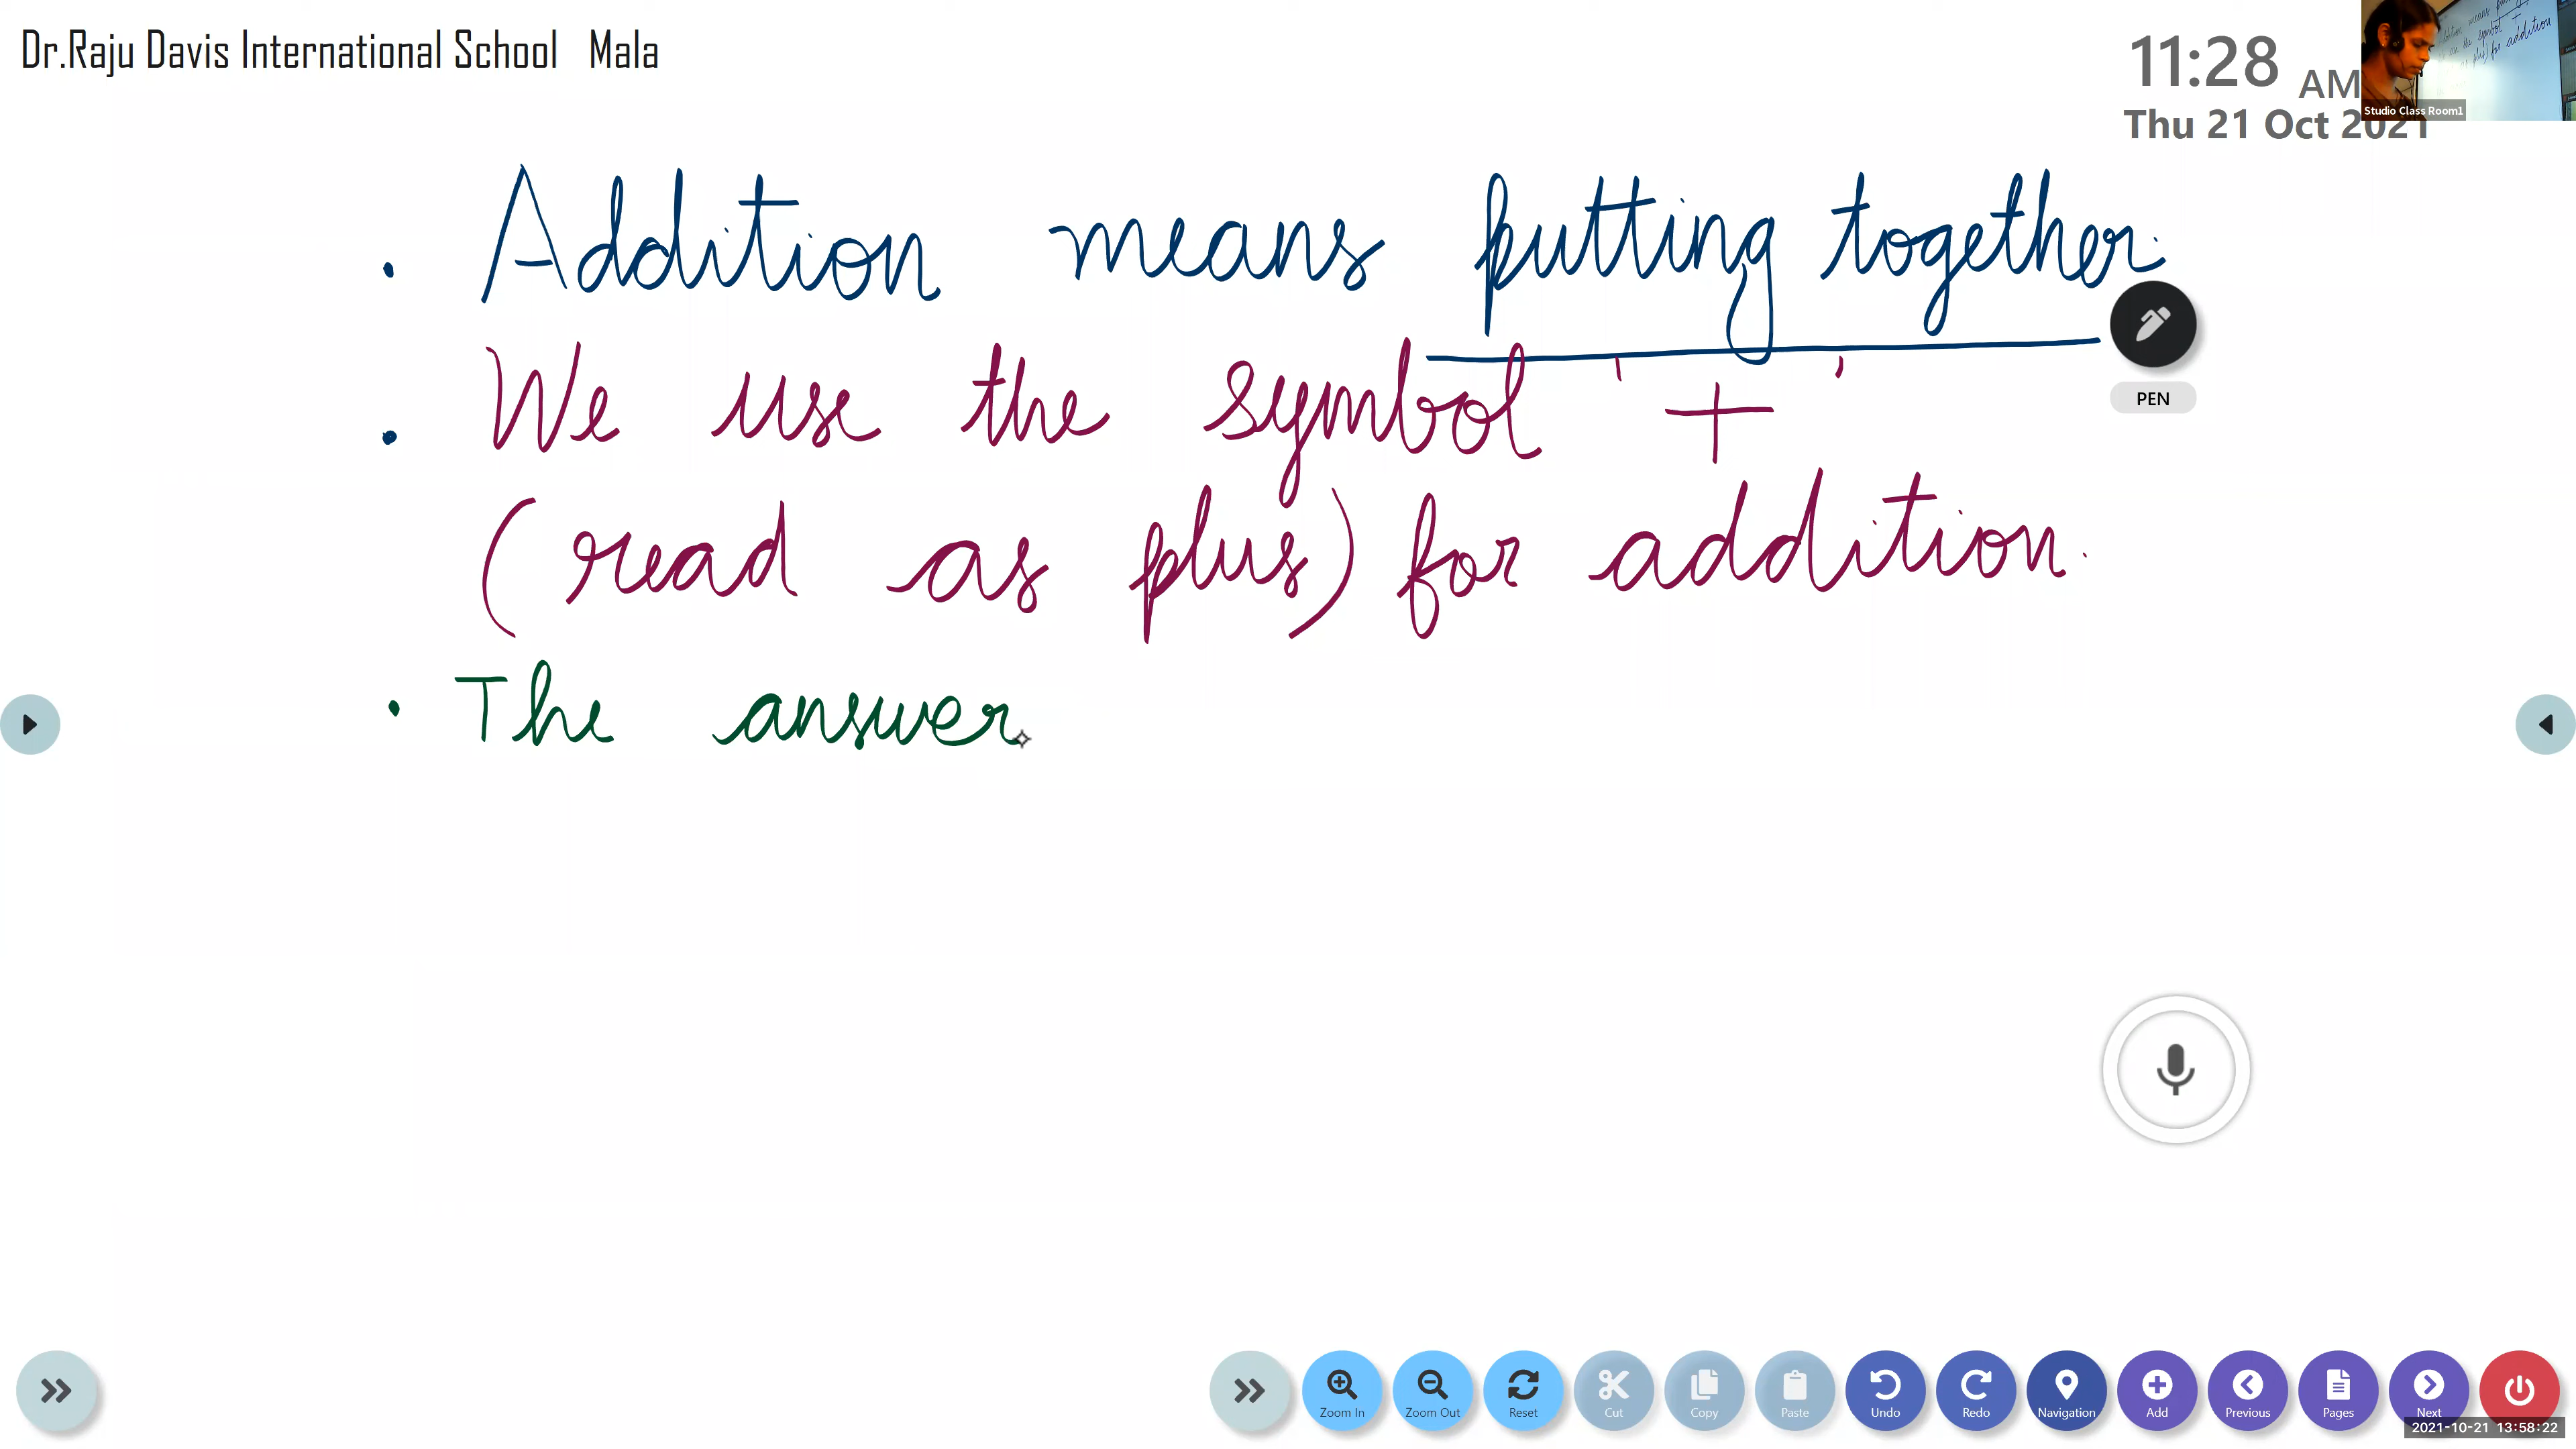 Dr.Raju Davis International School Mala
11:28 AM
Thu 21 Oct 2021
Studio Class Room1
• Addition means putting together.
• We use the symbol '+'
(read as plus) for addition.
• The answer
PEN
Zoom In Zoom Out Reset Cut Copy Paste Undo Redo Navigation Add Previous Pages Next
2021-10-21 13:58:22